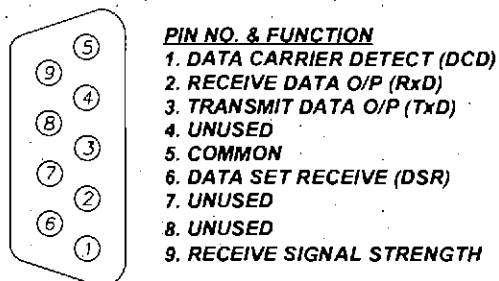 PIN NO. & FUNCTION
1. DATA CARRIER DETECT (DCD)
2. RECEIVE DATA O/P (RxD)
3. TRANSMIT DATA O/P (TxD)
4. UNUSED
5. COMMON
6. DATA SET RECEIVE (DSR)
7. UNUSED
8. UNUSED
9. RECEIVE SIGNAL STRENGTH
5
9
4
8
3
7
2
6
1